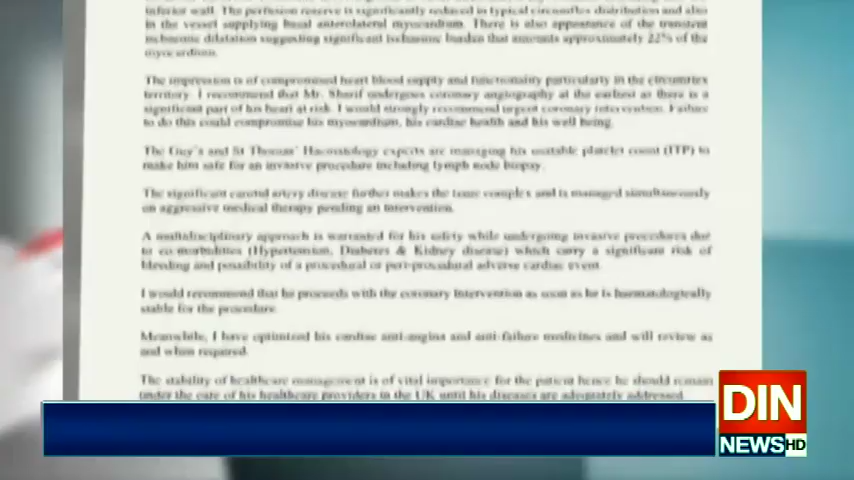 inferior wall. The perfusion reserve is significantly reduced in typical circumflex distribution and also
in the vessel supplying basal anterolateral myocardium. There is also appearance of the transient
ischaemic dilatation suggesting significant ischaemic burden that amounts approximately 22% of the
myocardium.
The impression is of compromised heart blood supply and functionality particularly in the circumflex
territory. I recommend that Mr. Sharif undergoes coronary angiography at the earliest as there is a
significant part of his heart at risk. I would strongly recommend urgent coronary intervention. Failure
to do this could compromise his myocardium, his cardiac health and his well being.
The Guy's and St Thomas' Haematology experts are managing his unstable platelet count (ITP) to
make him safe for an invasive procedure including lymph node biopsy.
The significant carotid artery disease further makes the issue complex and is managed simultaneously
on aggressive medical therapy pending an intervention.
A multidisciplinary approach is warranted for his safety while undergoing invasive procedures due
to co morbidities (Hypertension, Diabetes & Kidney disease) which carry a significant risk of
bleeding and possibility of a procedural or peri-procedural adverse cardiac event.
I would recommend that he proceeds with the coronary intervention as soon as he is haematologically
stable for the procedure.
Meanwhile, I have optimized his cardiac anti-angina and anti-failure medicines and will review as
and when required.
The stability of healthcare management is of vital importance for the patient hence he should remain
under the care of his healthcare providers in the UK until his diseases are adequately addressed.
DIN
NEWS HD